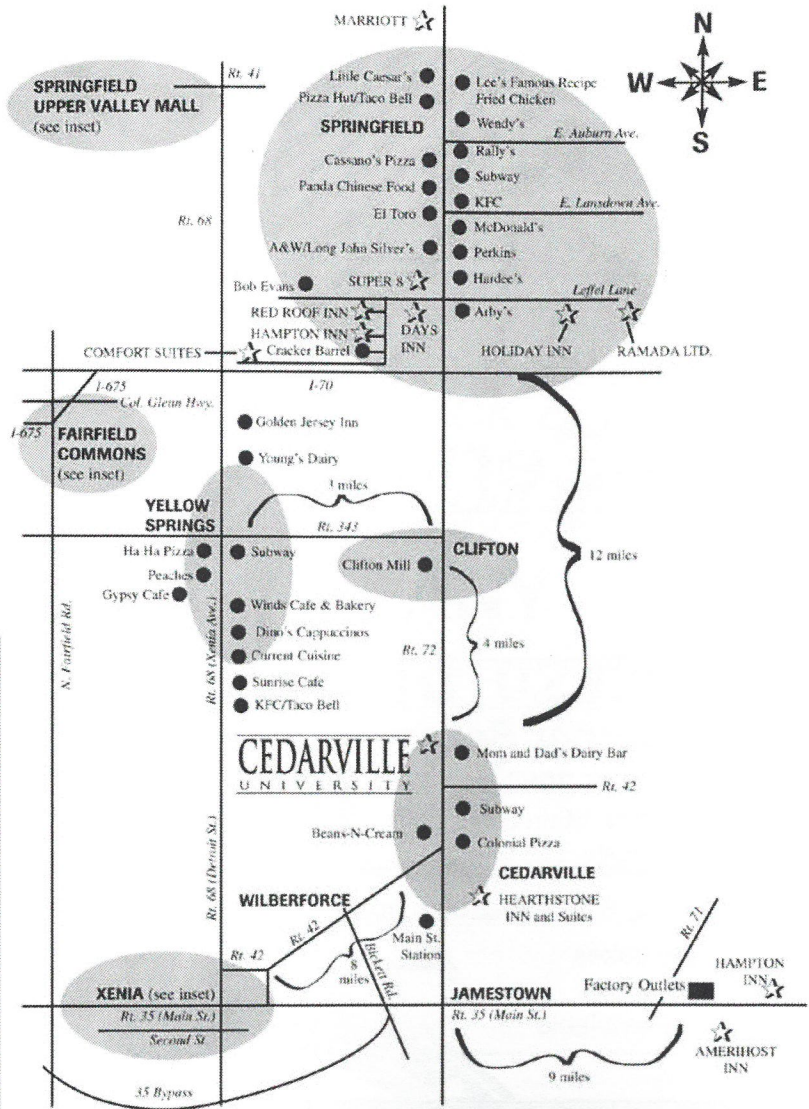 MARRIOTT
N
W
E
S
Rt. 41
SPRINGFIELD
UPPER VALLEY MALL
(see inset)
Little Caesar's
Lee's Famous Recipe
Fried Chicken
Pizza Hut/Taco Bell
SPRINGFIELD
Wendy's
E. Auburn Ave.
Rally's
Cassano's Pizza
Subway
Panda Chinese Food
KFC
E. Lansdown Ave.
El Toro
McDonald's
Rt. 68
A&W/Long John Silver's
Perkins
Bob Evans
SUPER 8
Hardee's
Leffel Lane
RED ROOF INN
Arby's
HAMPTON INN
DAYS
INN
COMFORT SUITES
Cracker Barrel
HOLIDAY INN
RAMADA LTD.
I-70
I-675
Col. Glenn Hwy.
I-675
FAIRFIELD
COMMONS
(see inset)
Golden Jersey Inn
Young's Dairy
3 miles
YELLOW
SPRINGS
Rt. 343
CLIFTON
12 miles
Ha Ha Pizza
Subway
Clifton Mill
Peaches
Gypsy Cafe
Winds Cafe & Bakery
Dino's Cappuccinos
Rt. 72
4 miles
Current Cuisine
Sunrise Cafe
KFC/Taco Bell
N. Fairfield Rd.
Rt. 68 (Xenia Ave.)
CEDARVILLE
UNIVERSITY
Mom and Dad's Dairy Bar
Rt. 42
Subway
Beans-N-Cream
Colonial Pizza
Rt. 68 (Detroit St.)
CEDARVILLE
WILBERFORCE
HEARTHSTONE
INN and Suites
Rt. 42
Main St.
Station
Rt. 42
8
miles
Bickett Rd.
Rt. 71
HAMPTON
INN
Factory Outlets
XENIA (see inset)
JAMESTOWN
Rt. 35 (Main St.)
Rt. 35 (Main St.)
Second St.
AMERIHOST
INN
9 miles
35 Bypass